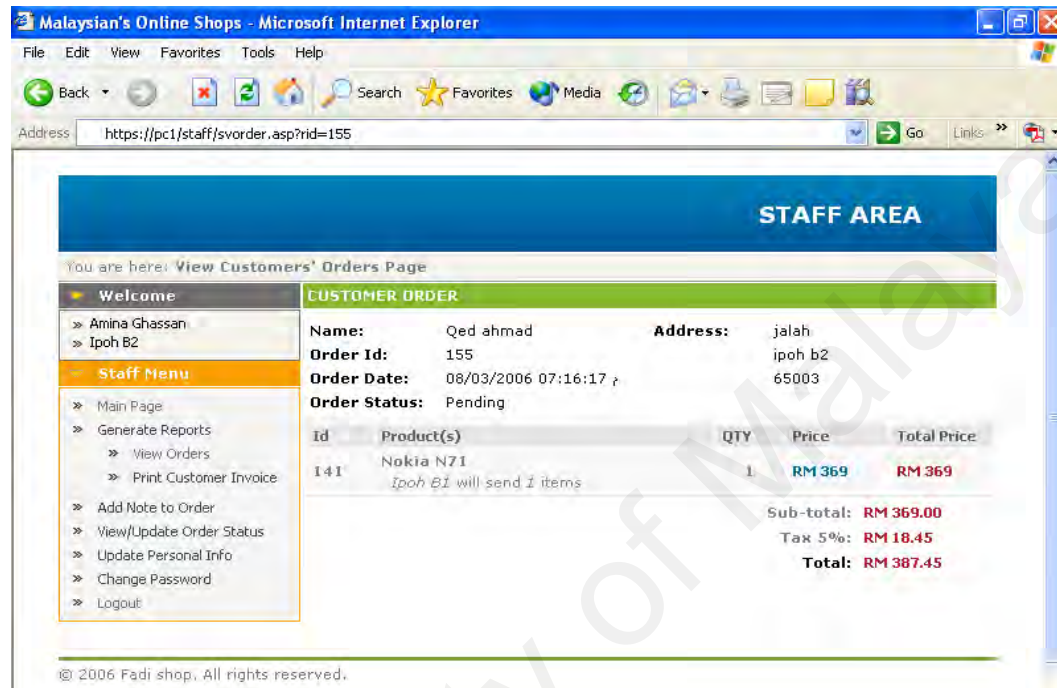 Malaysian's Online Shops - Microsoft Internet Explorer
File Edit View Favorites Tools Help
Back Search Favorites Media
Address https://pc1/staff/svorder.asp?rid=155 Go Links »
STAFF AREA
You are here: View Customers' Orders Page
Welcome
» Amina Ghassan
» Ipoh B2
Staff Menu
» Main Page
» Generate Reports
» View Orders
» Print Customer Invoice
» Add Note to Order
» View/Update Order Status
» Update Personal Info
» Change Password
» Logout
CUSTOMER ORDER
Name: Qed ahmad Address: jalah
Order Id: 155 ipoh b2
Order Date: 08/03/2006 07:16:17 م 65003
Order Status: Pending
Id Product(s) QTY Price Total Price
141 Nokia N71 1 RM 369 RM 369
Ipoh B1 will send 1 items
Sub-total: RM 369.00
Tax 5%: RM 18.45
Total: RM 387.45
© 2006 Fadi shop. All rights reserved.
y of Malaya